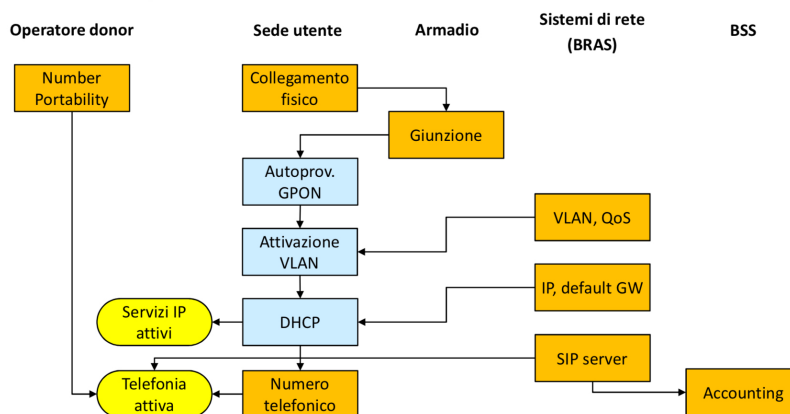 Operatore donor
Sede utente
Armadio
Sistemi di rete
(BRAS)
BSS
Number
Portability
Collegamento
fisico
Giunzione
Autoprov.
GPON
VLAN, QoS
Attivazione
VLAN
IP, default GW
Servizi IP
attivi
DHCP
SIP server
Telefonia
attiva
Numero
telefonico
Accounting